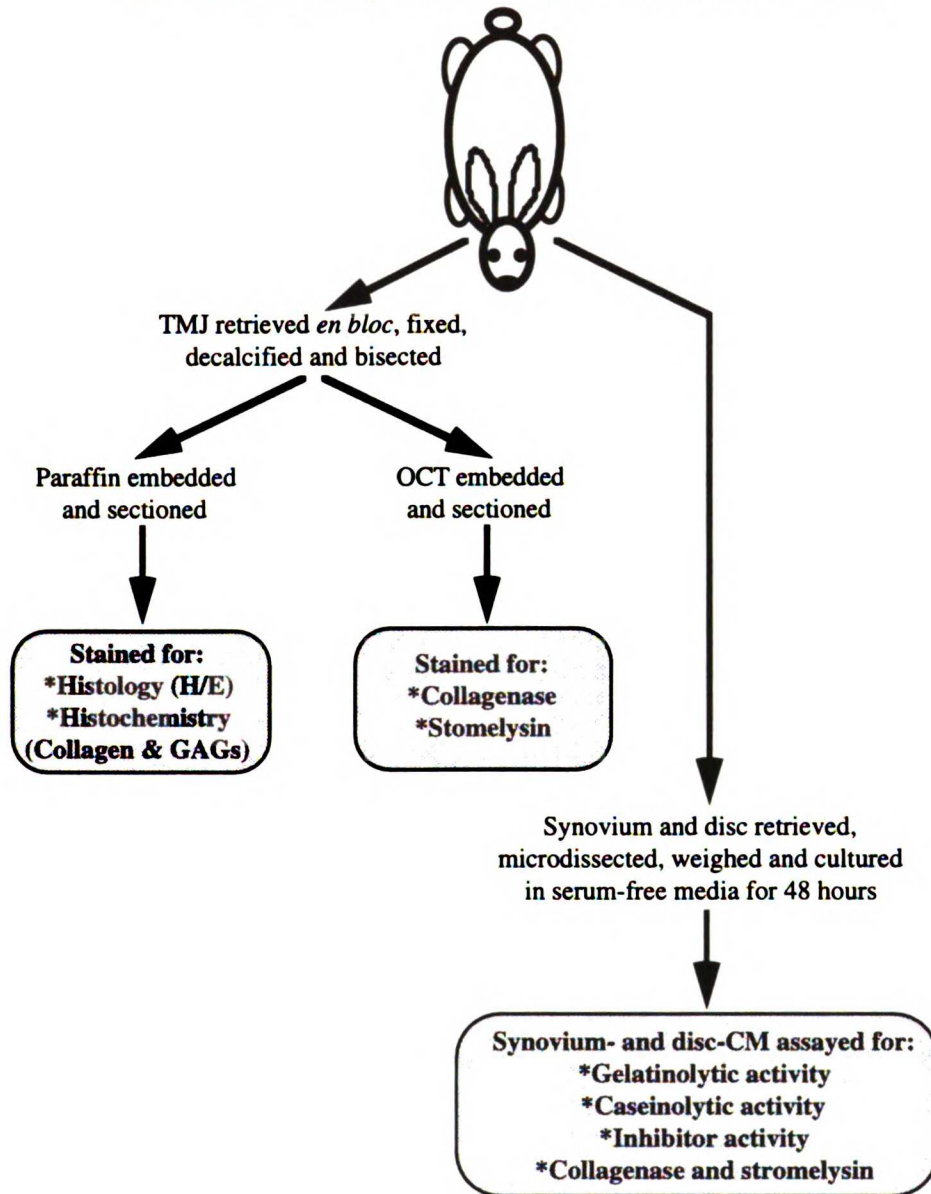 TMJ retrieved en bloc, fixed,
decalcified and bisected
Paraffin embedded
and sectioned
OCT embedded
and sectioned
Stained for:
*Histology (H/E)
*Histochemistry
(Collagen & GAGs)
Stained for:
*Collagenase
*Stomelysin
Synovium and disc retrieved,
microdissected, weighed and cultured
in serum-free media for 48 hours
Synovium- and disc-CM assayed for:
*Gelatinolytic activity
*Caseinolytic activity
*Inhibitor activity
*Collagenase and stromelysin